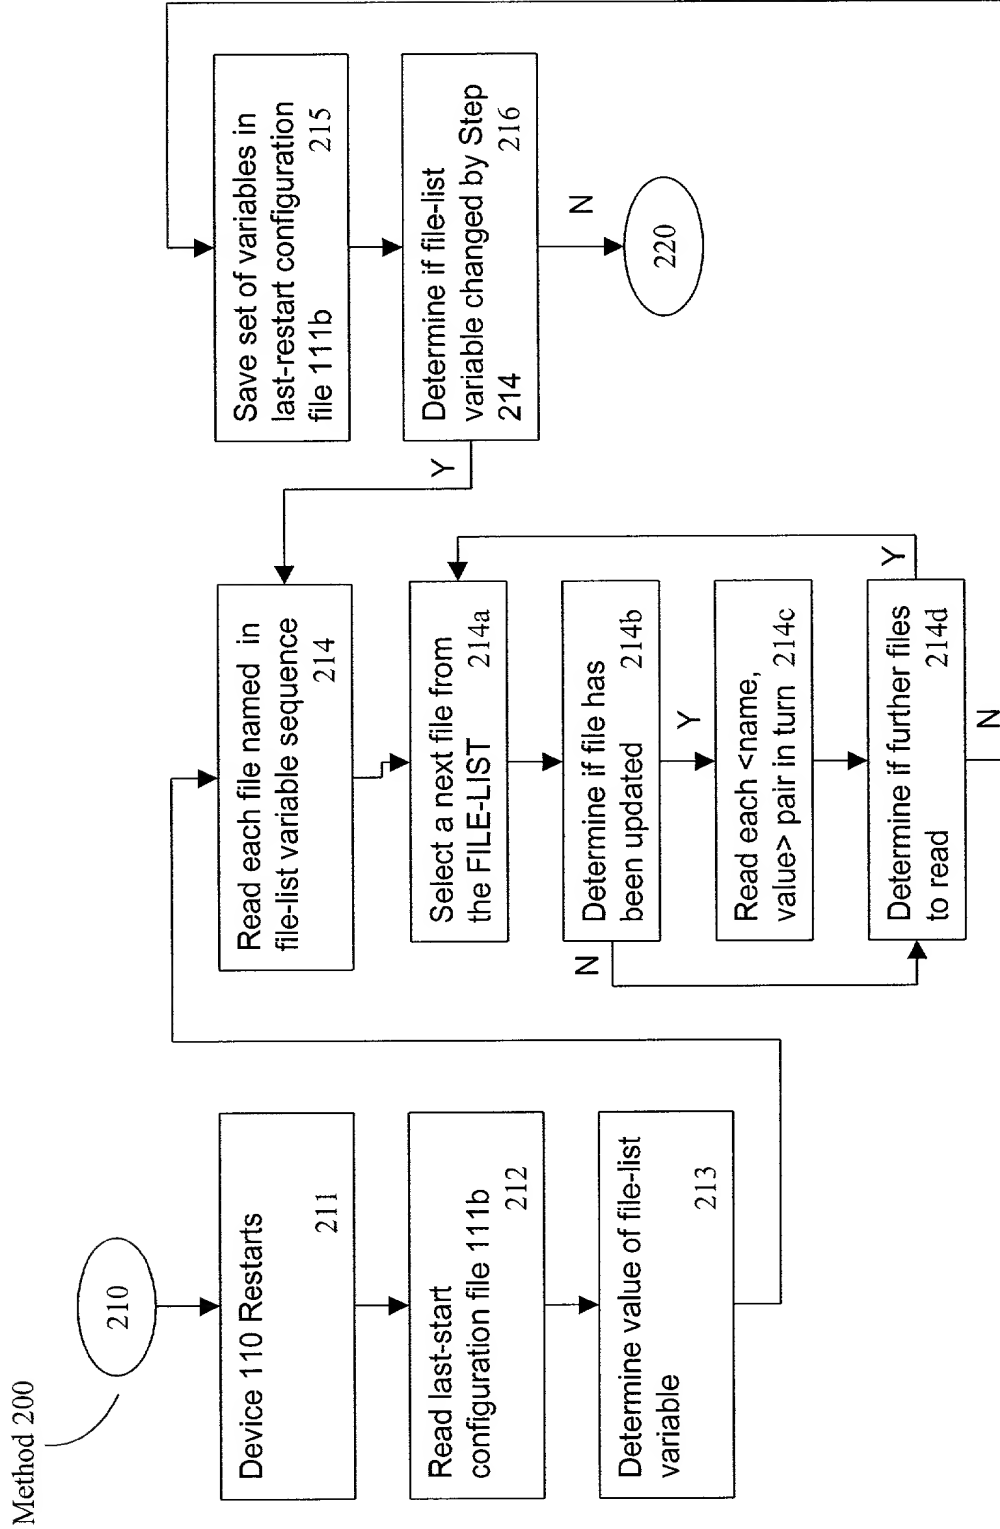 Method 200
210
Device 110 Restarts
211
Read last-start
configuration file 111b
212
Determine value of file-list
variable
213
Read each file named in
file-list variable sequence
214
Select a next file from
the FILE-LIST 214a
Determine if file has
been updated 214b
N
Y
Read each <name,
value> pair in turn 214c
Determine if further files
to read 214d
Y
N
Save set of variables in
last-restart configuration
file 111b 215
Determine if file-list
variable changed by Step
214 216
Y
N
220